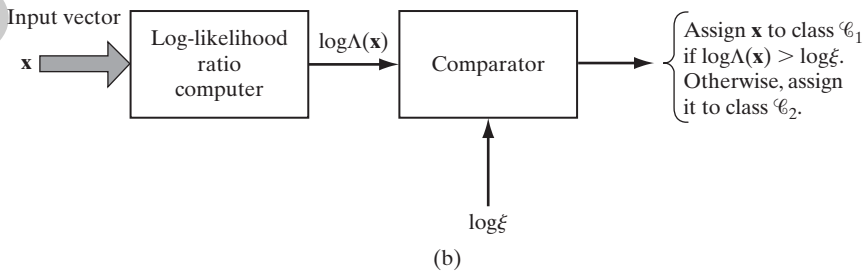 Input vector
x
Log-likelihood
ratio
computer
logΛ(x)
Comparator
Assign x to class 𝒞₁
if logΛ(x) > logξ.
Otherwise, assign
it to class 𝒞₂.
logξ
(b)